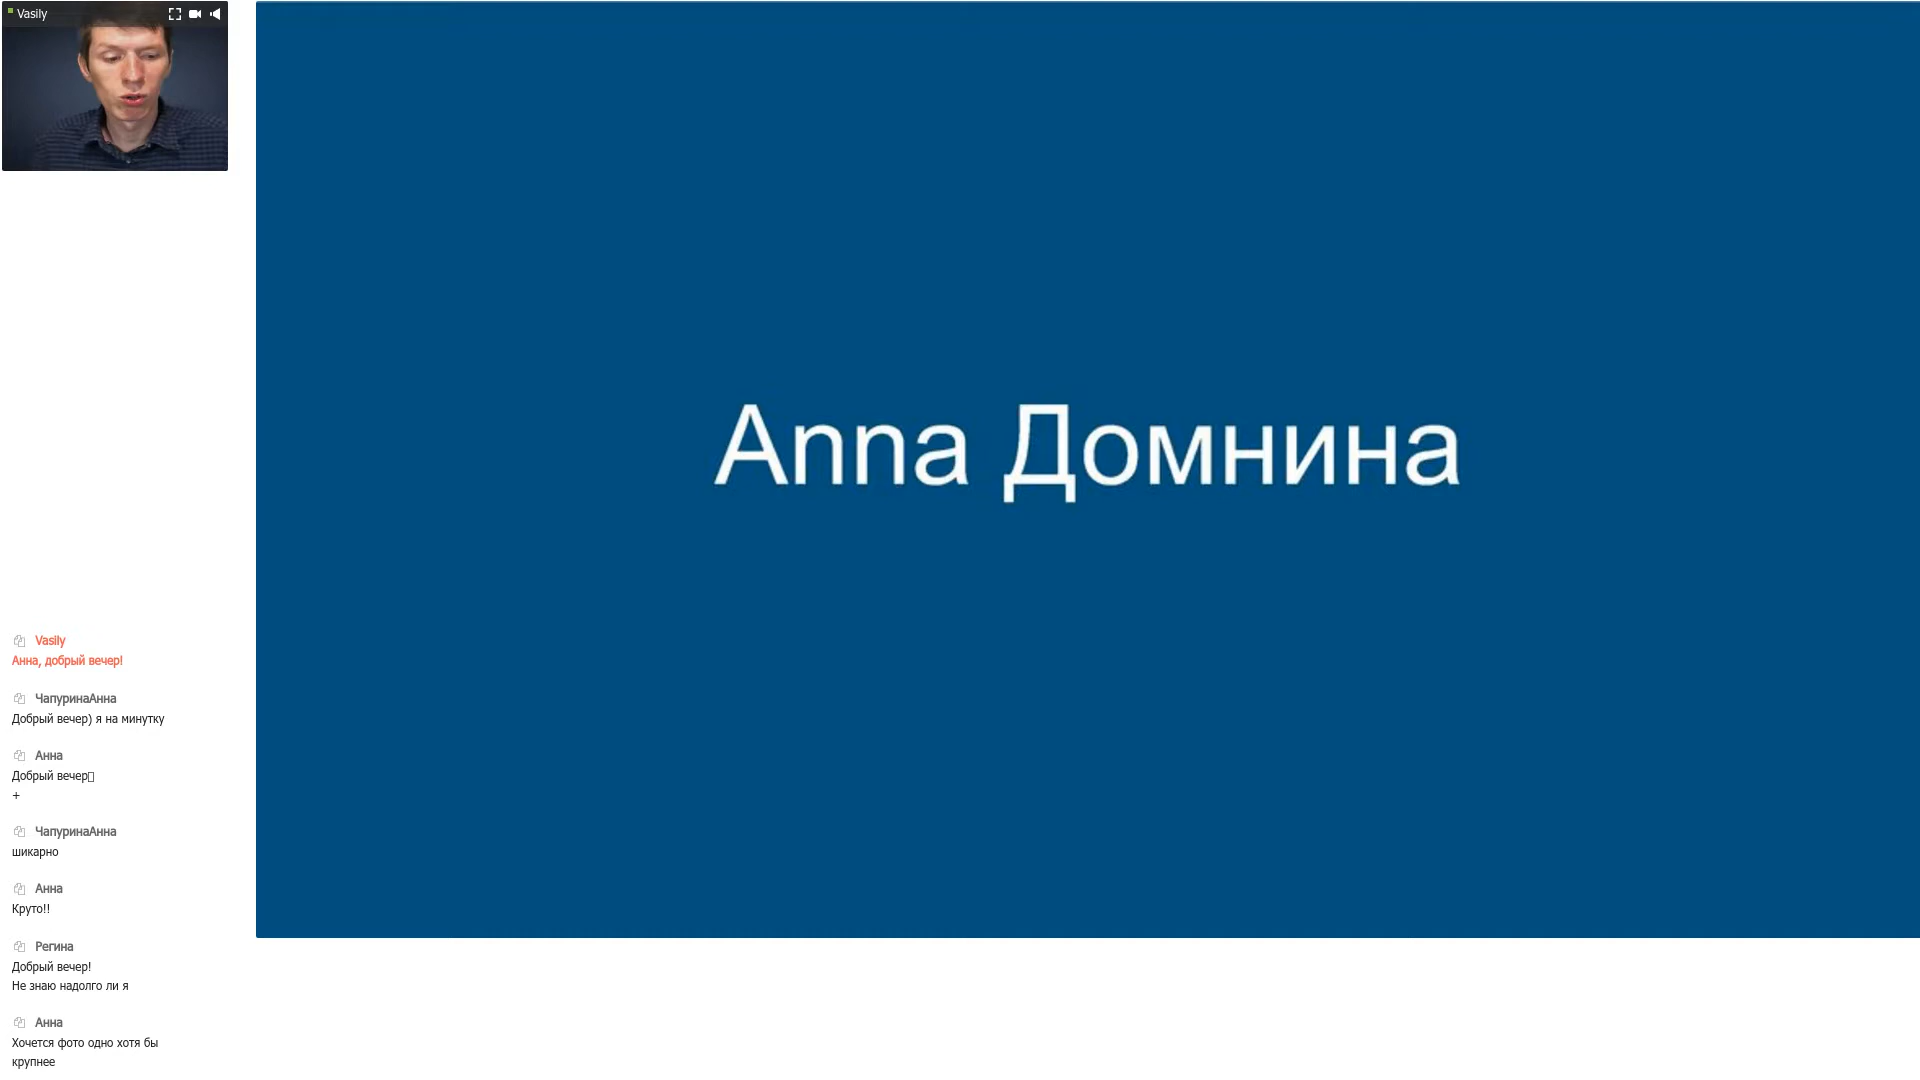 Vasily
Anna Домнина
Vasily
Анна, добрый вечер!
ЧапуринаАнна
Добрый вечер) я на минутку
Анна
Добрый вечер
+
ЧапуринаАнна
шикарно
Анна
Круто!!
Регина
Добрый вечер!
Не знаю надолго ли я
Анна
Хочется фото одно хотя бы
крупнее